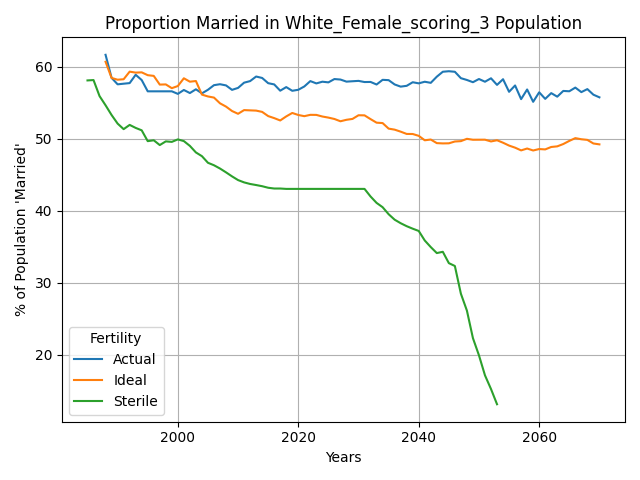 Proportion Married in White_Female_scoring_3 Population
% of Population 'Married'
60
50
40
30
20
Fertility
Actual
Ideal
Sterile
2000 2020 2040 2060
Years